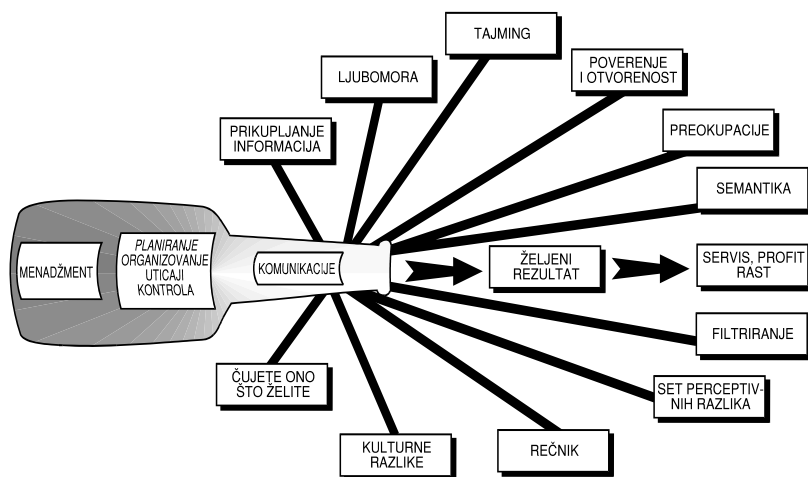 TAJMING
LJUBOMORA
POVERENJE
I OTVORENOST
PRIKUPLJANJE
INFORMACIJA
PREOKUPACIJE
SEMANTIKA
MENADŽMENT
PLANIRANJE
ORGANIZOVANJE
UTICAJI
KONTROLA
KOMUNIKACIJE
ŽELJENI
REZULTAT
SERVIS, PROFIT
RAST
FILTRIRANJE
SET PERCEPTIV-
NIH RAZLIKA
REČNIK
KULTURNE
RAZLIKE
ČUJETE ONO
ŠTO ŽELITE